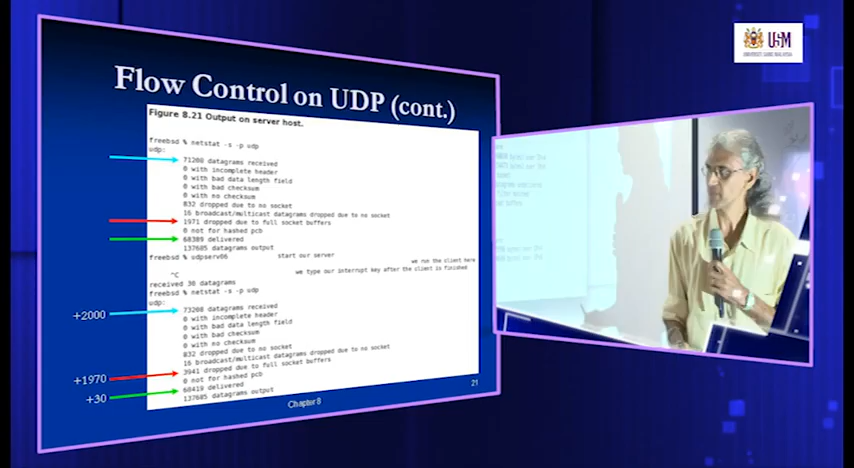 Flow Control on UDP (cont.)
Figure 8.21 Output on server host.
freebsd % netstat -s -p udp
udp:
71208 datagrams received
0 with incomplete header
0 with bad data length field
0 with bad checksum
0 with no checksum
832 dropped due to no socket
16 broadcast/multicast datagrams dropped due to no socket
1971 dropped due to full socket buffers
0 not for hashed pcb
68389 delivered
137685 datagrams output
freebsd % udpserv06 start our server
we run the client here
^C we type our interrupt key after the client is finished
received 30 datagrams
freebsd % netstat -s -p udp
udp:
+2000 73208 datagrams received
0 with incomplete header
0 with bad data length field
0 with bad checksum
0 with no checksum
832 dropped due to no socket
16 broadcast/multicast datagrams dropped due to no socket
+1970 3941 dropped due to full socket buffers
0 not for hashed pcb
+30 68419 delivered
137685 datagrams output
Chapter 8
21
USM
UNIVERSITI SAINS MALAYSIA